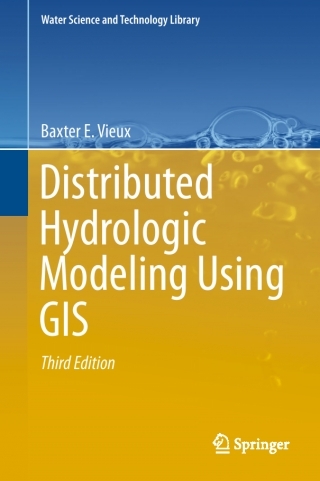 Water Science and Technology Library
Baxter E. Vieux
Distributed
Hydrologic
Modeling Using
GIS
Third Edition
Springer